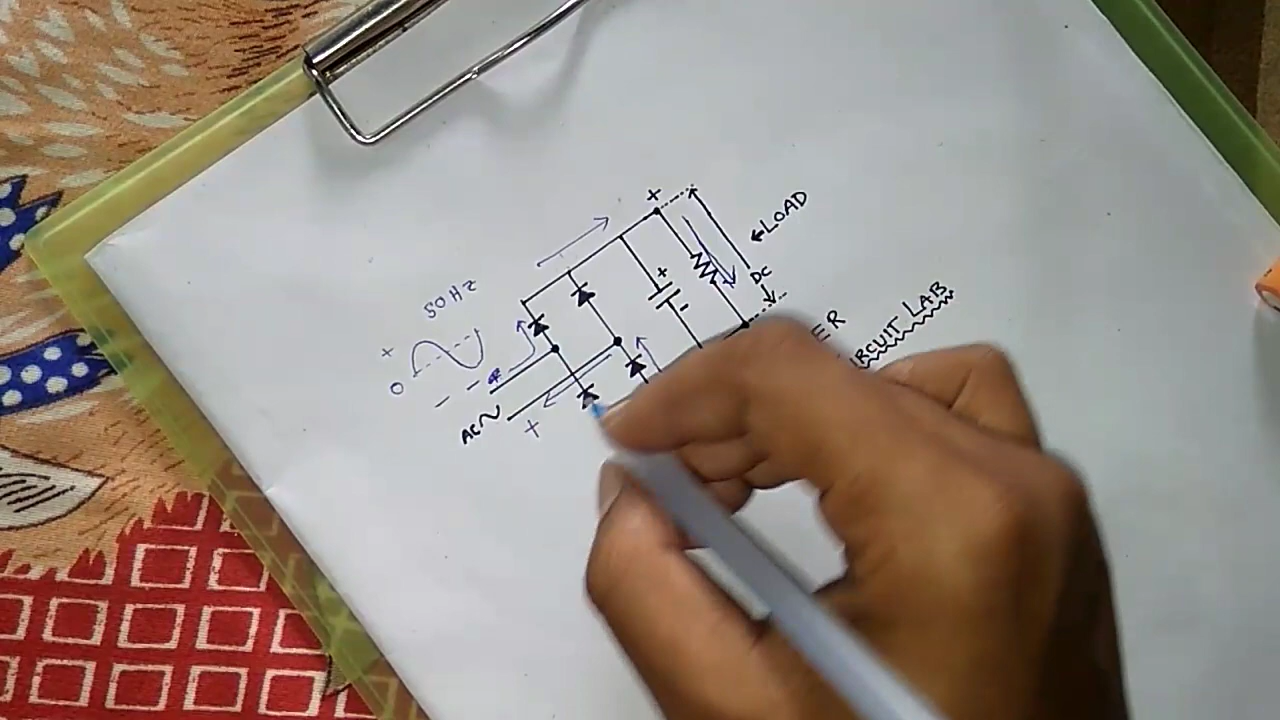 50Hz
+
0
+
← LOAD
+
-
DC
-
AC~
+
CIRCUIT LAB